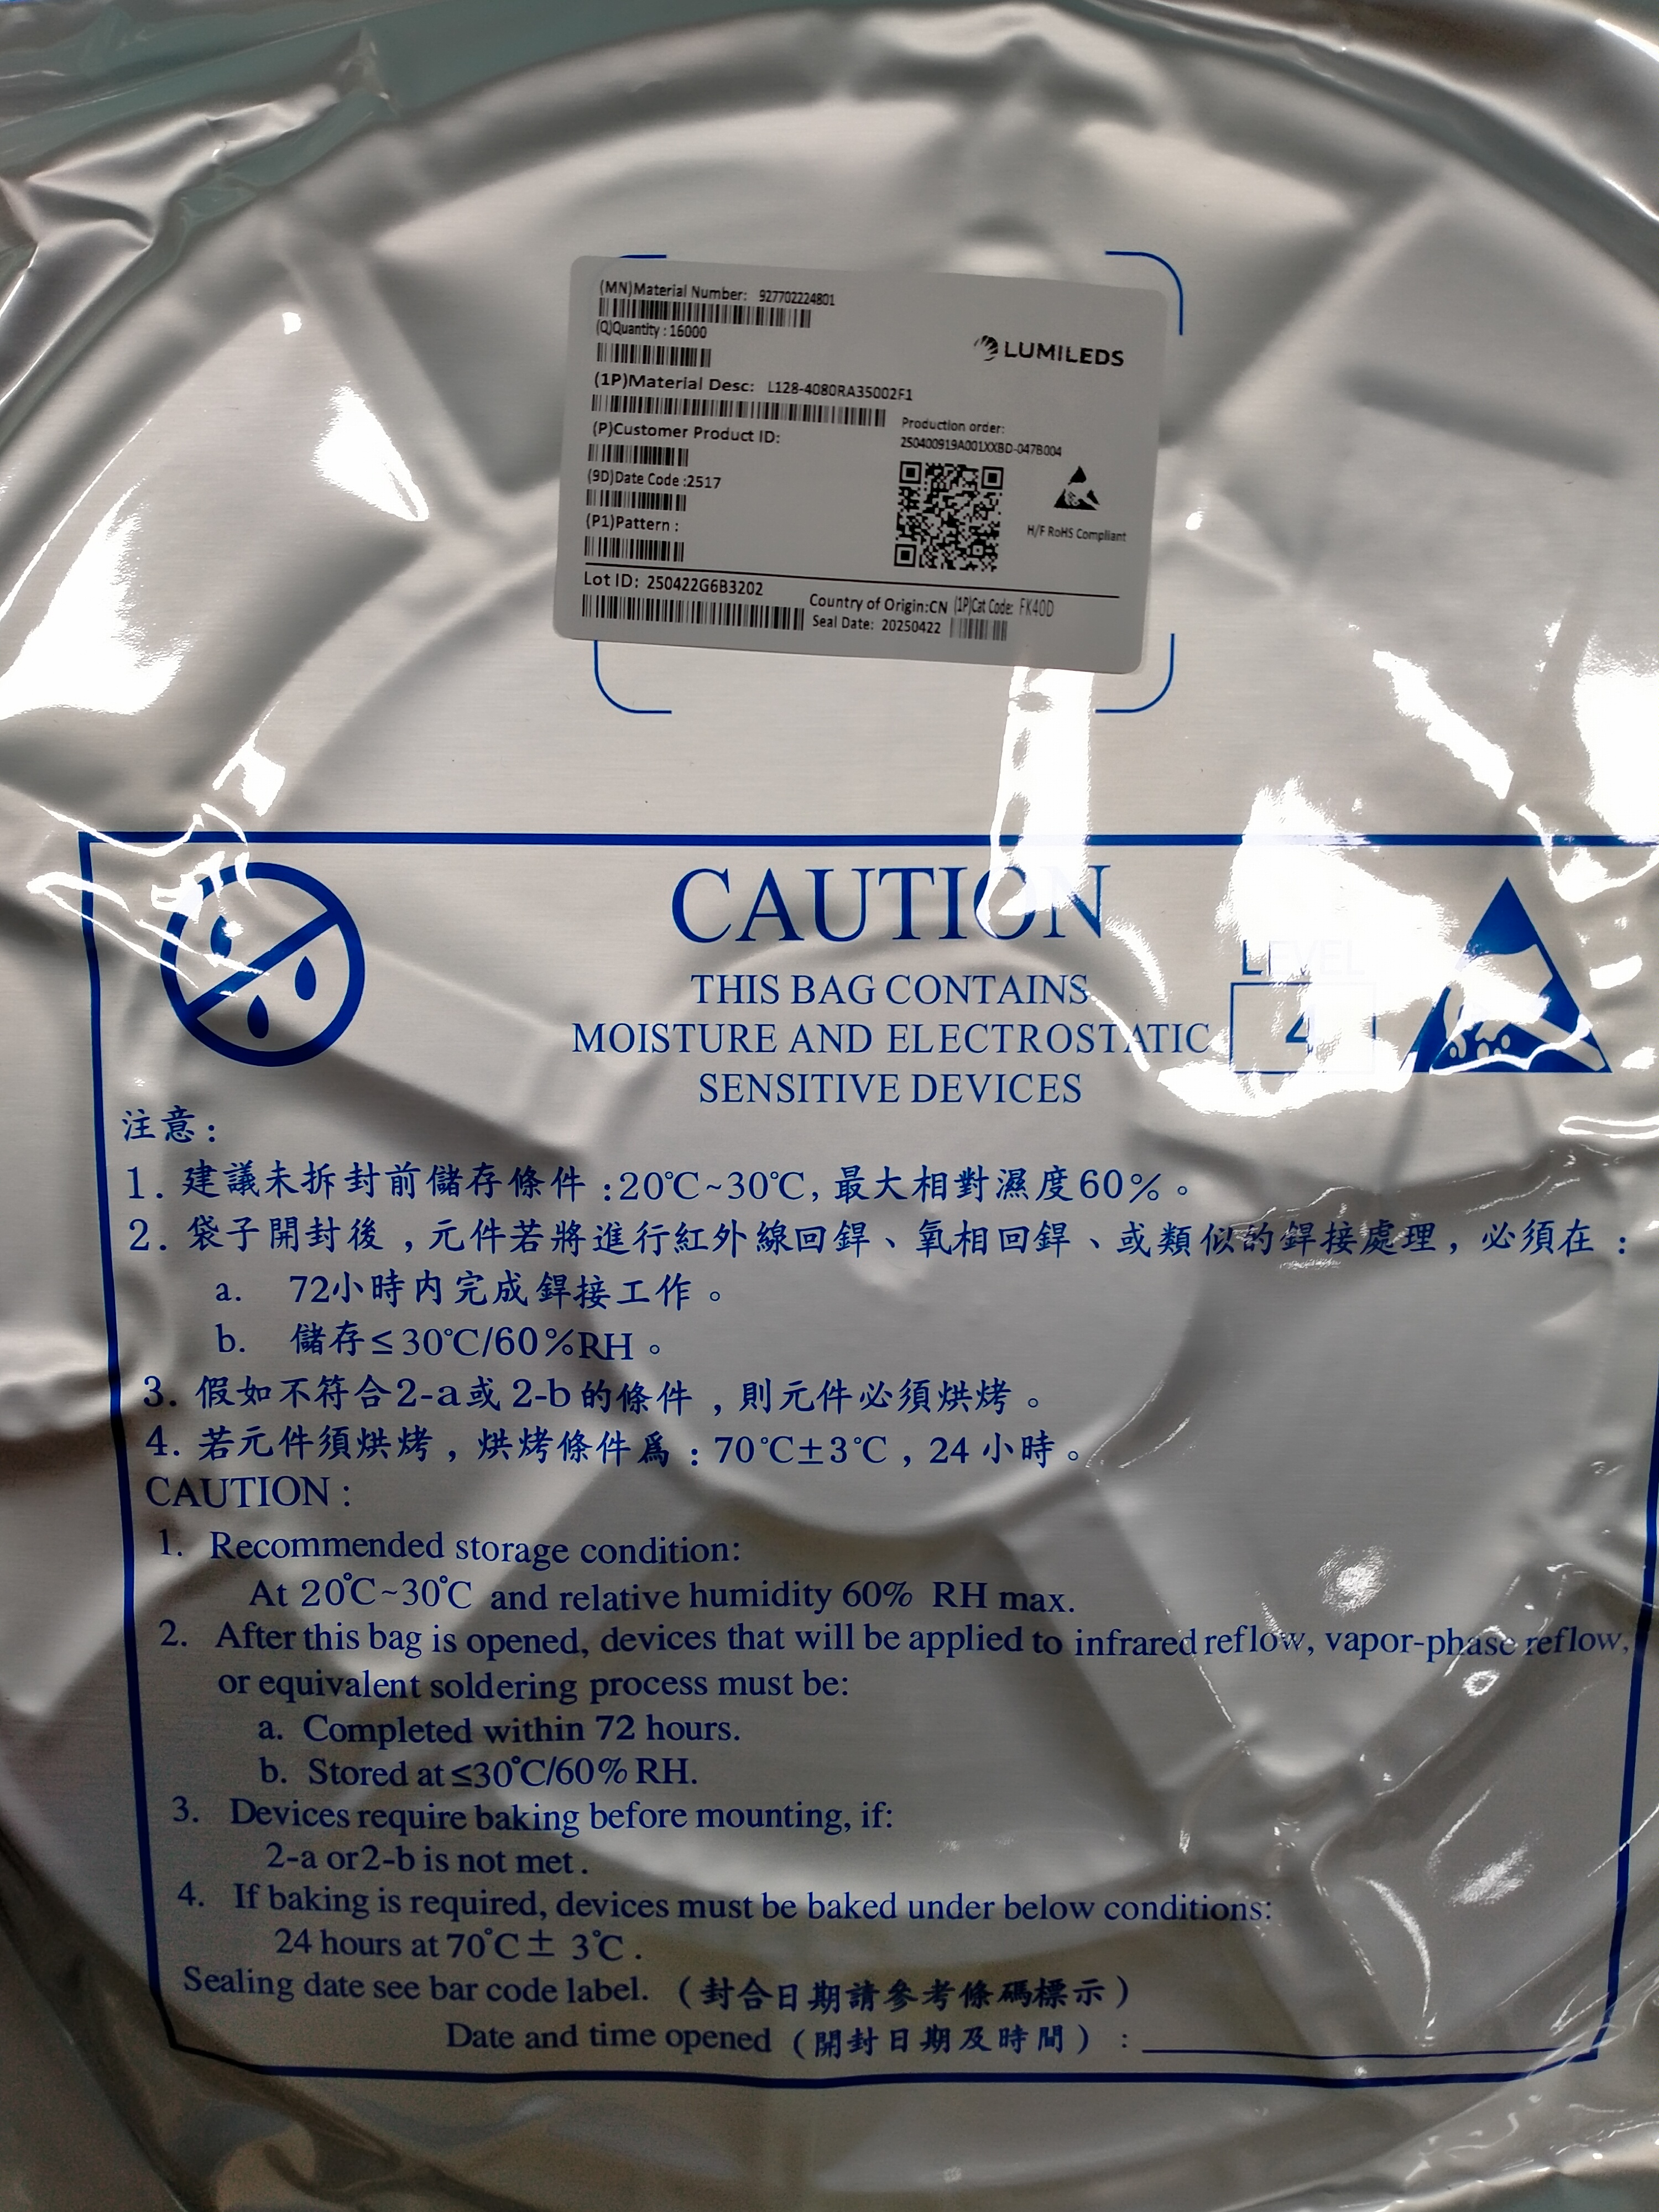 (MN)Material Number: 927702224801
(Q)Quantity : 16000
LUMILEDS
(1P)Material Desc: L128-4080RA35002F1
(P)Customer Product ID:
Production order:
250400919A001XXBD-047B004
(9D)Date Code :2517
(P1)Pattern :
H/F RoHS Compliant
Lot ID: 250422G6B3202
Country of Origin:CN (1P)Cat Code: FK40D
Seal Date: 20250422
CAUTION
THIS BAG CONTAINS
MOISTURE AND ELECTROSTATIC
SENSITIVE DEVICES
LEVEL
4
注意:
1. 建議未拆封前儲存條件 :20℃~30℃, 最大相對濕度60%。
2. 袋子開封後，元件若將進行紅外線回銲、氧相回銲、或類似的銲接處理，必須在：
a. 72小時內完成銲接工作。
b. 儲存≤30℃/60%RH。
3. 假如不符合2-a或 2-b的條件，則元件必須烘烤。
4. 若元件須烘烤，烘烤條件爲：70℃±3℃，24 小時。
CAUTION :
1. Recommended storage condition:
At 20℃~30℃ and relative humidity 60% RH max.
2. After this bag is opened, devices that will be applied to infrared reflow, vapor-phase reflow,
or equivalent soldering process must be:
a. Completed within 72 hours.
b. Stored at ≤30℃/60% RH.
3. Devices require baking before mounting, if:
2-a or2-b is not met .
4. If baking is required, devices must be baked under below conditions:
24 hours at 70℃± 3℃ .
Sealing date see bar code label. (封合日期請參考條碼標示)
Date and time opened (開封日期及時間) :